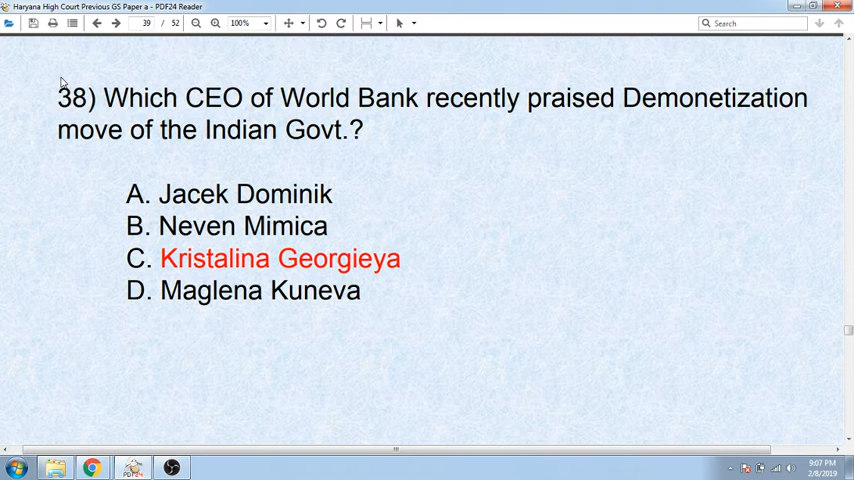 Haryana High Court Previous GS Paper a - PDF24 Reader
39 / 52
100%
Search
38) Which CEO of World Bank recently praised Demonetization
move of the Indian Govt.?
A. Jacek Dominik
B. Neven Mimica
C. Kristalina Georgieya
D. Maglena Kuneva
PDF24
9:07 PM
2/8/2019